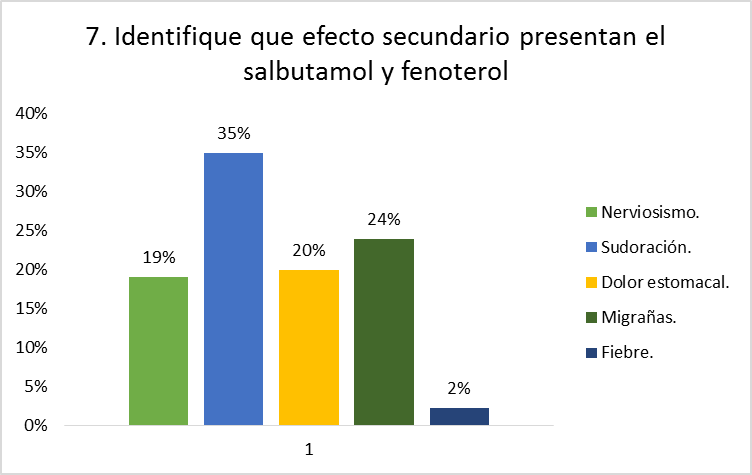 7. Identifique que efecto secundario presentan el
salbutamol y fenoterol
40%
35%
30%
25%
20%
15%
10%
5%
0%
19%
35%
20%
24%
2%
1
Nerviosismo.
Sudoración.
Dolor estomacal.
Migrañas.
Fiebre.